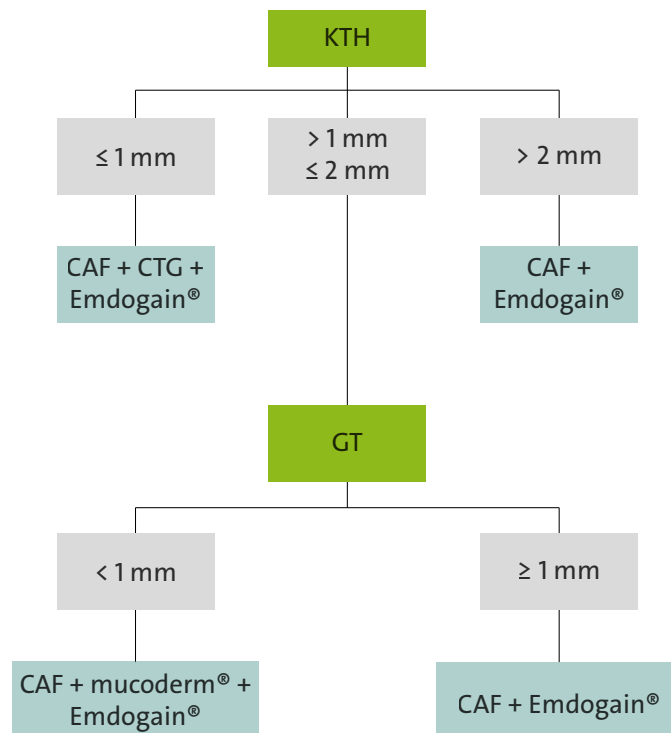 KTH
≤ 1 mm
> 1 mm
≤ 2 mm
> 2 mm
CAF + CTG +
Emdogain®
CAF +
Emdogain®
GT
< 1 mm
≥ 1 mm
CAF + mucoderm® +
Emdogain®
CAF + Emdogain®